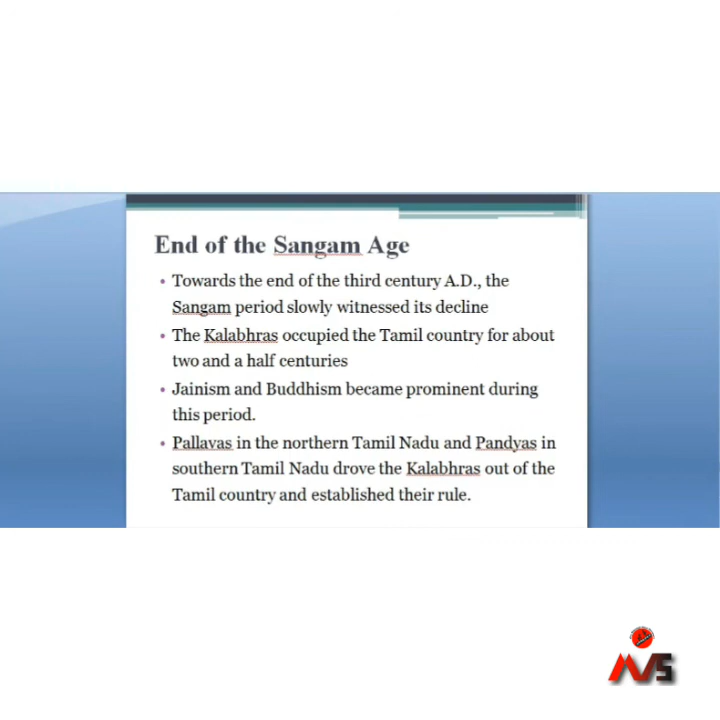 End of the Sangam Age
• Towards the end of the third century A.D., the
Sangam period slowly witnessed its decline
• The Kalabhras occupied the Tamil country for about
two and a half centuries
• Jainism and Buddhism became prominent during
this period.
• Pallavas in the northern Tamil Nadu and Pandyas in
southern Tamil Nadu drove the Kalabhras out of the
Tamil country and established their rule.
MVS